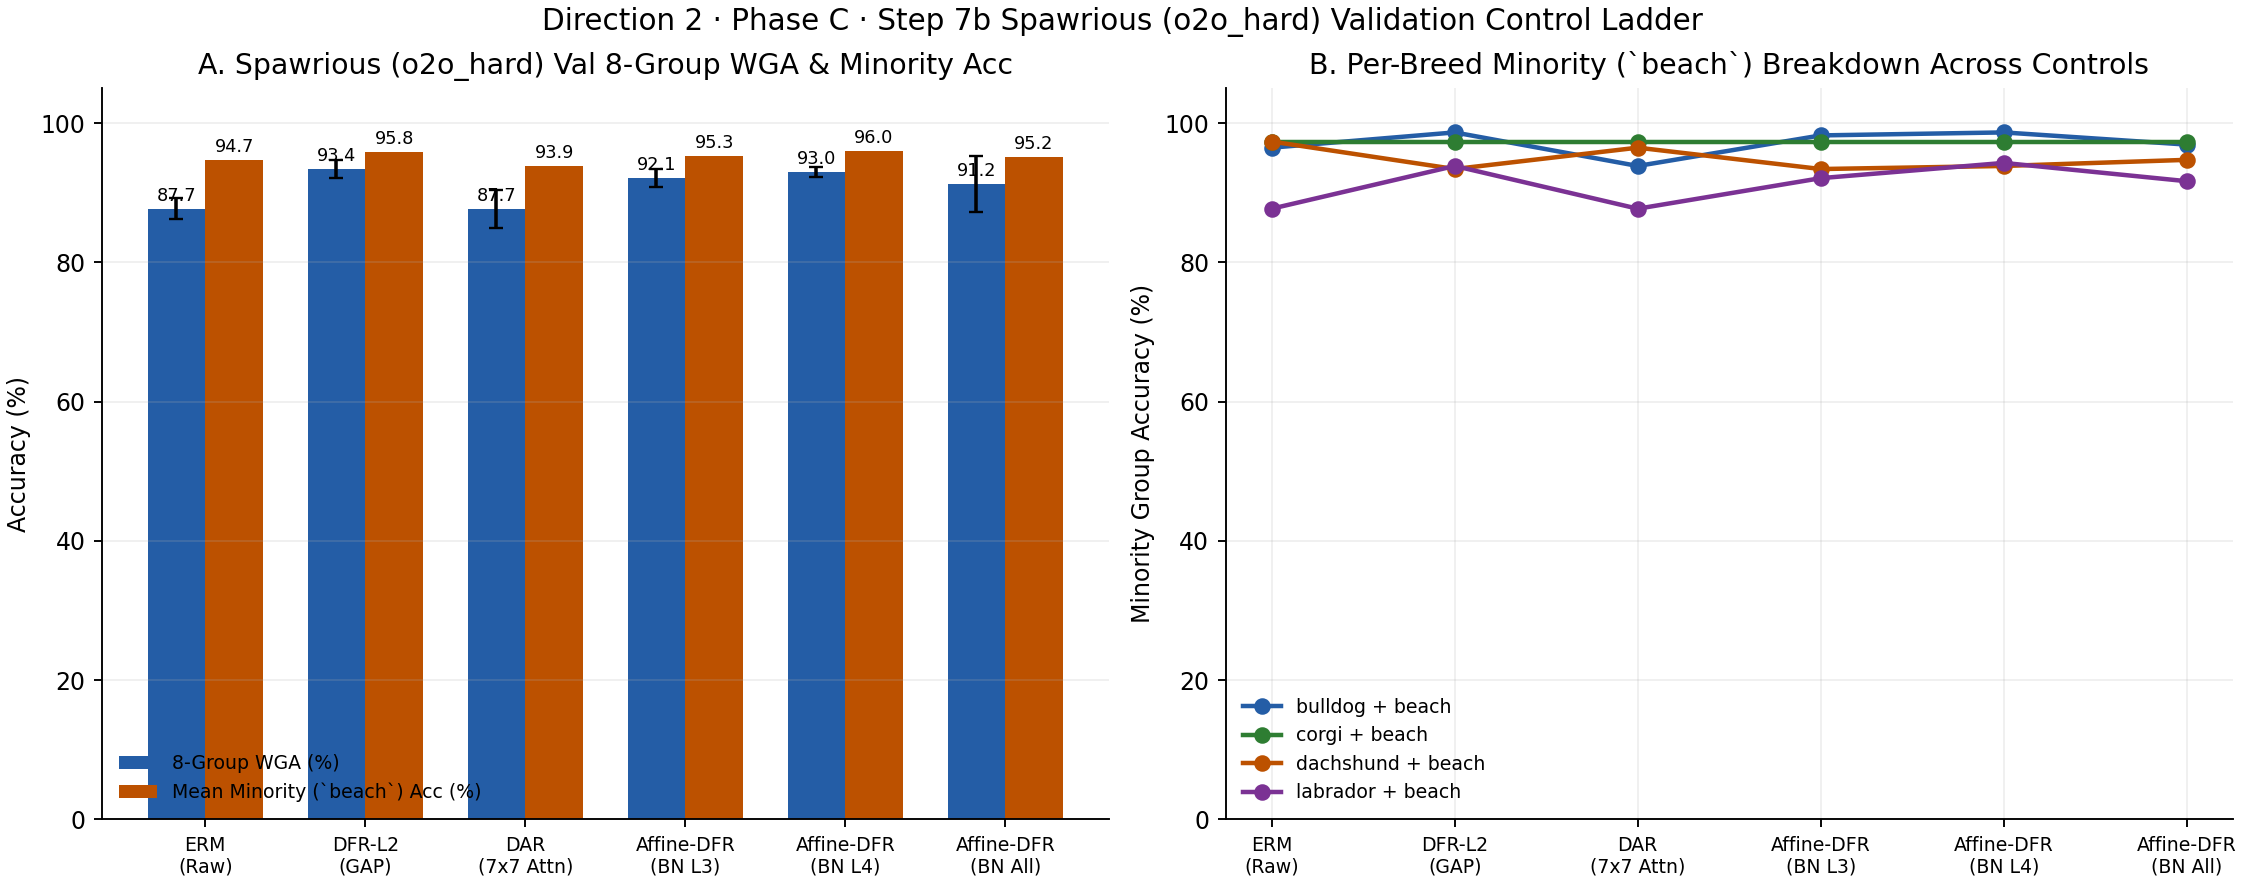 Direction 2 · Phase C · Step 7b Spawrious (o2o_hard) Validation Control Ladder
A. Spawrious (o2o_hard) Val 8-Group WGA & Minority Acc
Accuracy (%)
100
80
60
40
20
0
87.7
94.7
93.4
95.8
87.7
93.9
92.1
95.3
93.0
96.0
91.2
95.2
8-Group WGA (%)
Mean Minority (`beach`) Acc (%)
ERM
(Raw)
DFR-L2
(GAP)
DAR
(7x7 Attn)
Affine-DFR
(BN L3)
Affine-DFR
(BN L4)
Affine-DFR
(BN All)
B. Per-Breed Minority (`beach`) Breakdown Across Controls
Minority Group Accuracy (%)
100
80
60
40
20
0
bulldog + beach
corgi + beach
dachshund + beach
labrador + beach
ERM
(Raw)
DFR-L2
(GAP)
DAR
(7x7 Attn)
Affine-DFR
(BN L3)
Affine-DFR
(BN L4)
Affine-DFR
(BN All)